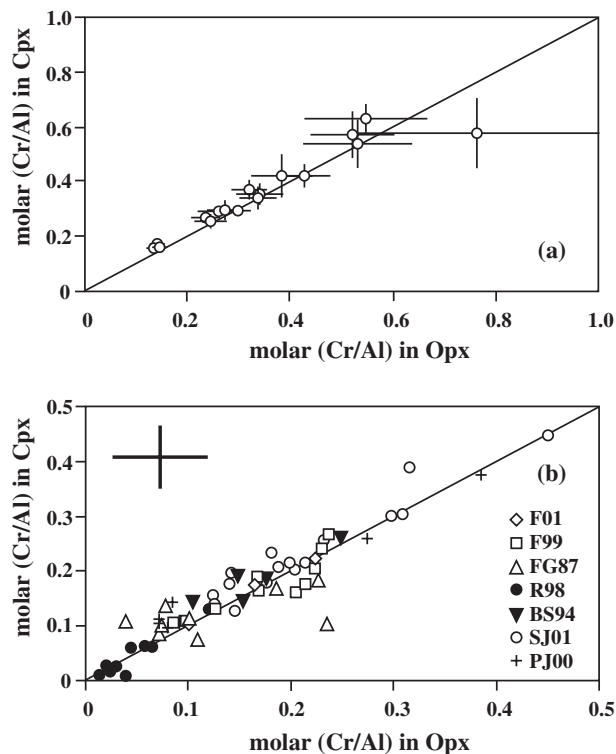 1.0
0.8
0.6
0.4
0.2
0
molar (Cr/Al) in Cpx
(a)
0 0.2 0.4 0.6 0.8 1.0
molar (Cr/Al) in Opx
0.5
0.4
0.3
0.2
0.1
0
molar (Cr/Al) in Cpx
(b)
F01
F99
FG87
R98
BS94
SJ01
PJ00
0 0.1 0.2 0.3 0.4 0.5
molar (Cr/Al) in Opx